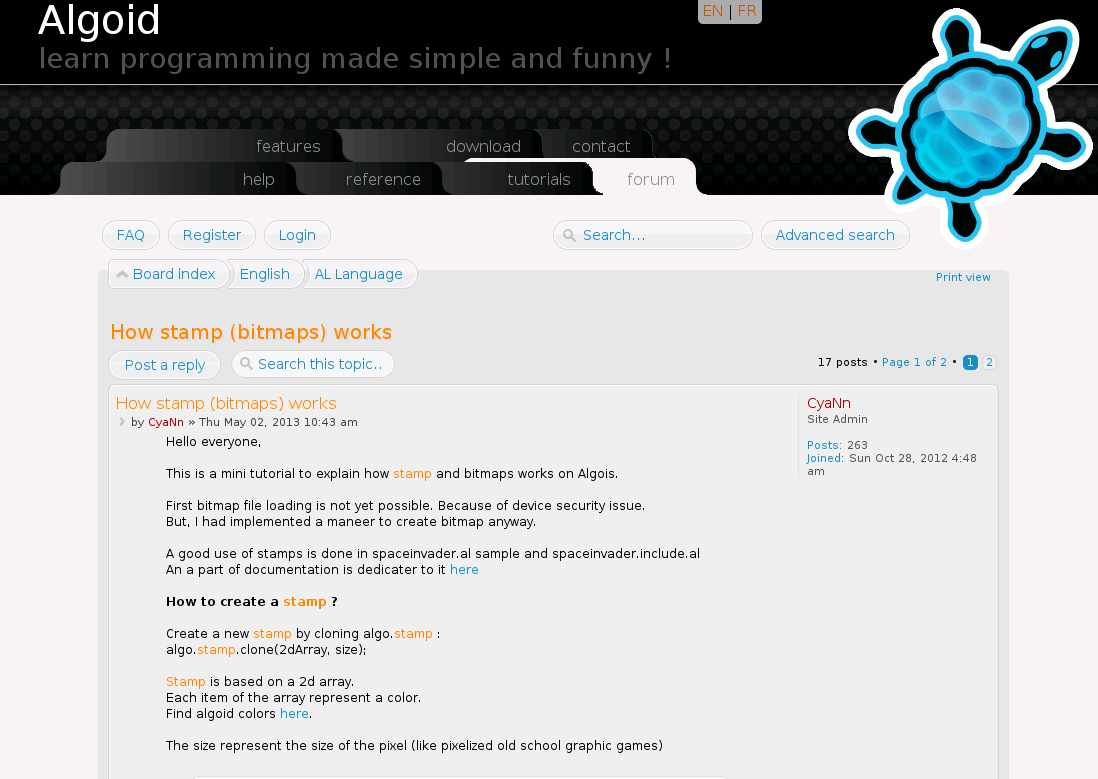 Algoid
EN | FR
learn programming made simple and funny !
features download contact
help reference tutorials forum
FAQ Register Login Search... Advanced search
Board index English AL Language
Print view
How stamp (bitmaps) works
Post a reply Search this topic..
17 posts • Page 1 of 2 • 1 2
How stamp (bitmaps) works
by CyaNn » Thu May 02, 2013 10:43 am
CyaNn
Site Admin
Posts: 263
Joined: Sun Oct 28, 2012 4:48
am
Hello everyone,
This is a mini tutorial to explain how stamp and bitmaps works on Algois.
First bitmap file loading is not yet possible. Because of device security issue.
But, I had implemented a maneer to create bitmap anyway.
A good use of stamps is done in spaceinvader.al sample and spaceinvader.include.al
An a part of documentation is dedicater to it here
How to create a stamp ?
Create a new stamp by cloning algo.stamp :
algo.stamp.clone(2dArray, size);
Stamp is based on a 2d array.
Each item of the array represent a color.
Find algoid colors here.
The size represent the size of the pixel (like pixelized old school graphic games)